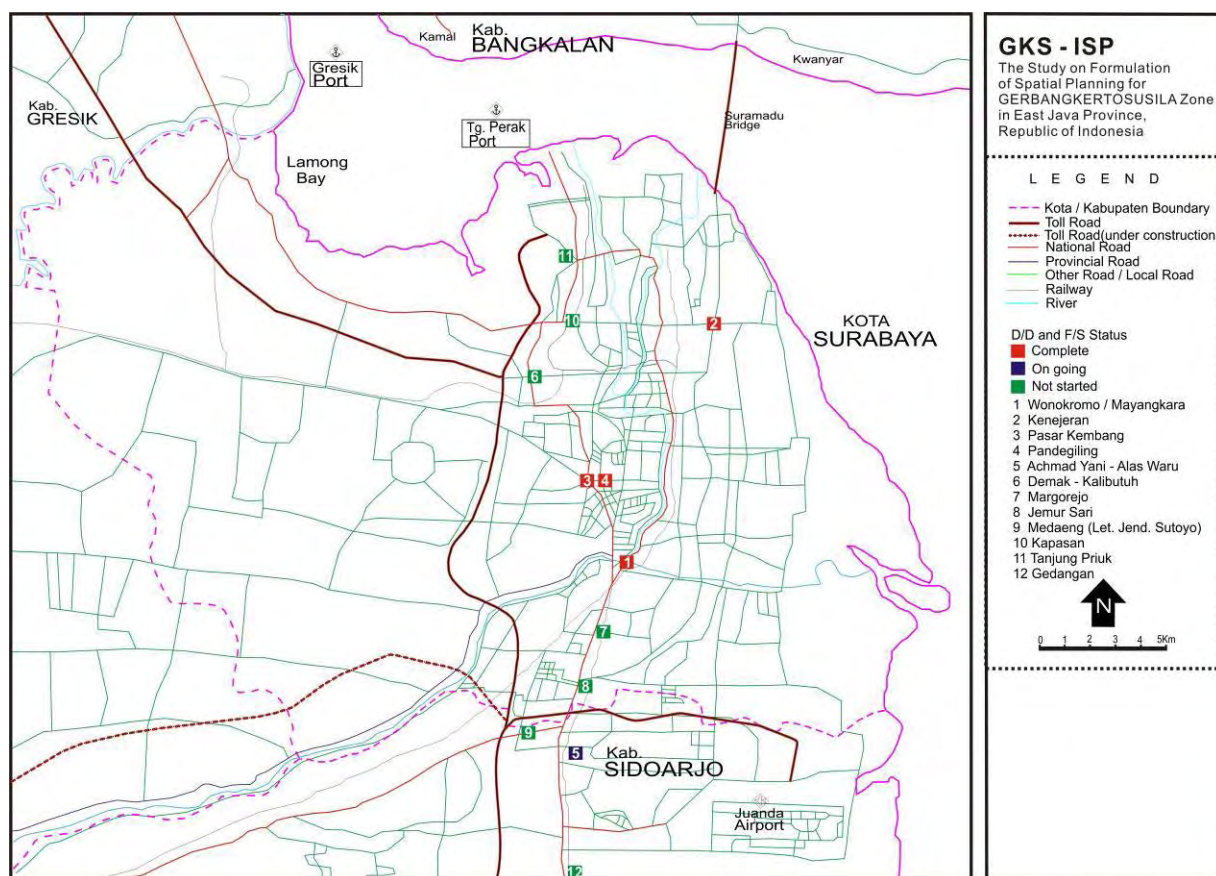 Kab.
BANGKALAN
Kamal
Kwanyar
Gresik
Port
Kab.
GRESIK
Tg. Perak
Port
Suramadu
Bridge
Lamong
Bay
11
10
2
KOTA
SURABAYA
6
3
4
1
7
8
9
5
Kab.
SIDOARJO
Juanda
Airport
12
GKS - ISP
The Study on Formulation
of Spatial Planning for
GERBANGKERTOSUSILA Zone
in East Java Province,
Republic of Indonesia
L E G E N D
Kota / Kabupaten Boundary
Toll Road
Toll Road(under construction
National Road
Provincial Road
Other Road / Local Road
Railway
River
D/D and F/S Status
Complete
On going
Not started
1 Wonokromo / Mayangkara
2 Kenejeran
3 Pasar Kembang
4 Pandegiling
5 Achmad Yani - Alas Waru
6 Demak - Kalibutuh
7 Margorejo
8 Jemur Sari
9 Medaeng (Let. Jend. Sutoyo)
10 Kapasan
11 Tanjung Priuk
12 Gedangan
N
0 1 2 3 4 5Km